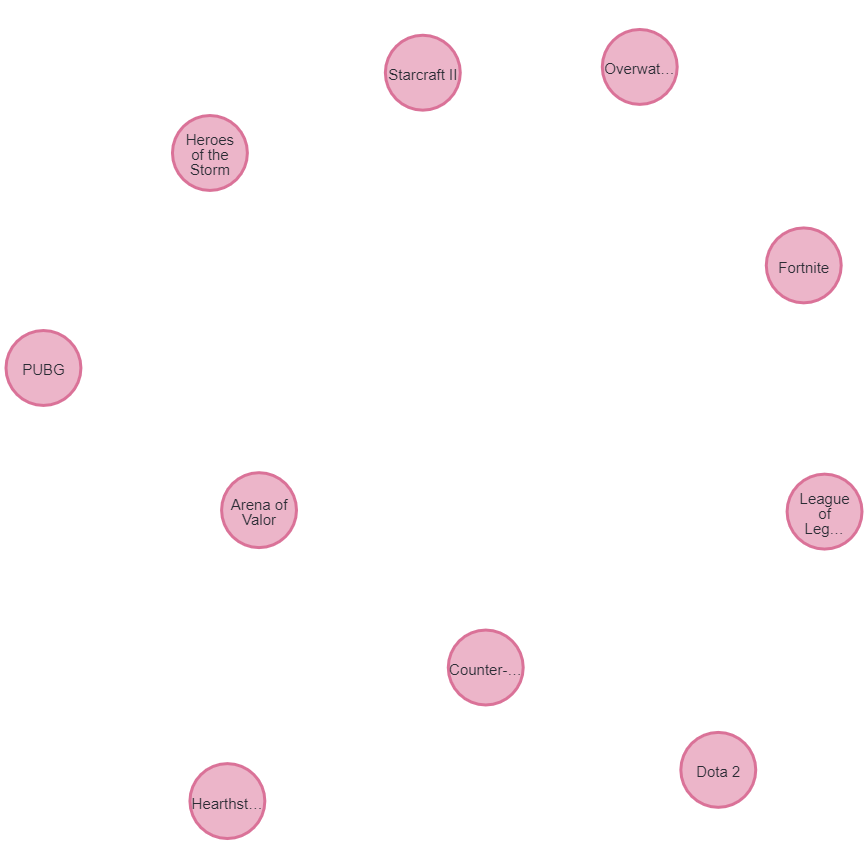 Starcraft II
Overwat...
Heroes
of the
Storm
Fortnite
PUBG
Arena of
Valor
League
of
Leg...
Counter-...
Dota 2
Hearthst...